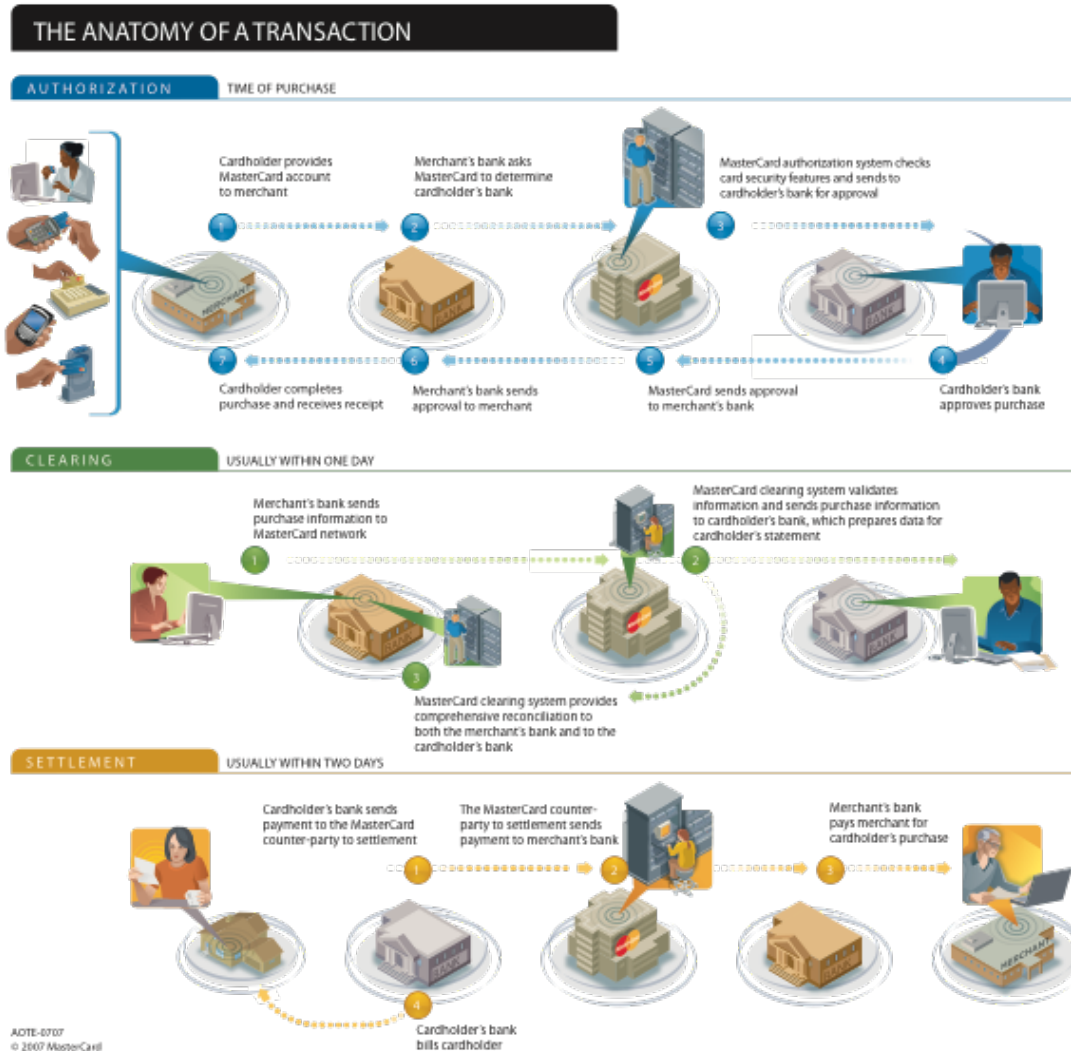 THE ANATOMY OF A TRANSACTION
AUTHORIZATION
TIME OF PURCHASE
Cardholder provides
MasterCard account
to merchant
Merchant's bank asks
MasterCard to determine
cardholder's bank
MasterCard authorization system checks
card security features and sends to
cardholder's bank for approval
1
2
3
MERCHANT
BANK
MasterCard
BANK
7
6
5
4
Cardholder completes
purchase and receives receipt
Merchant's bank sends
approval to merchant
MasterCard sends approval
to merchant's bank
Cardholder's bank
approves purchase
CLEARING
USUALLY WITHIN ONE DAY
Merchant's bank sends
purchase information to
MasterCard network
MasterCard clearing system validates
information and sends purchase information
to cardholder's bank, which prepares data for
cardholder's statement
1
2
BANK
MasterCard
BANK
3
MasterCard clearing system provides
comprehensive reconciliation to
both the merchant's bank and to the
cardholder's bank
SETTLEMENT
USUALLY WITHIN TWO DAYS
Cardholder's bank sends
payment to the MasterCard
counter-party to settlement
The MasterCard counter-
party to settlement sends
payment to merchant's bank
Merchant's bank
pays merchant for
cardholder's purchase
1
2
3
BANK
MasterCard
BANK
MERCHANT
4
Cardholder's bank
bills cardholder
AOTE-0707
© 2007 MasterCard